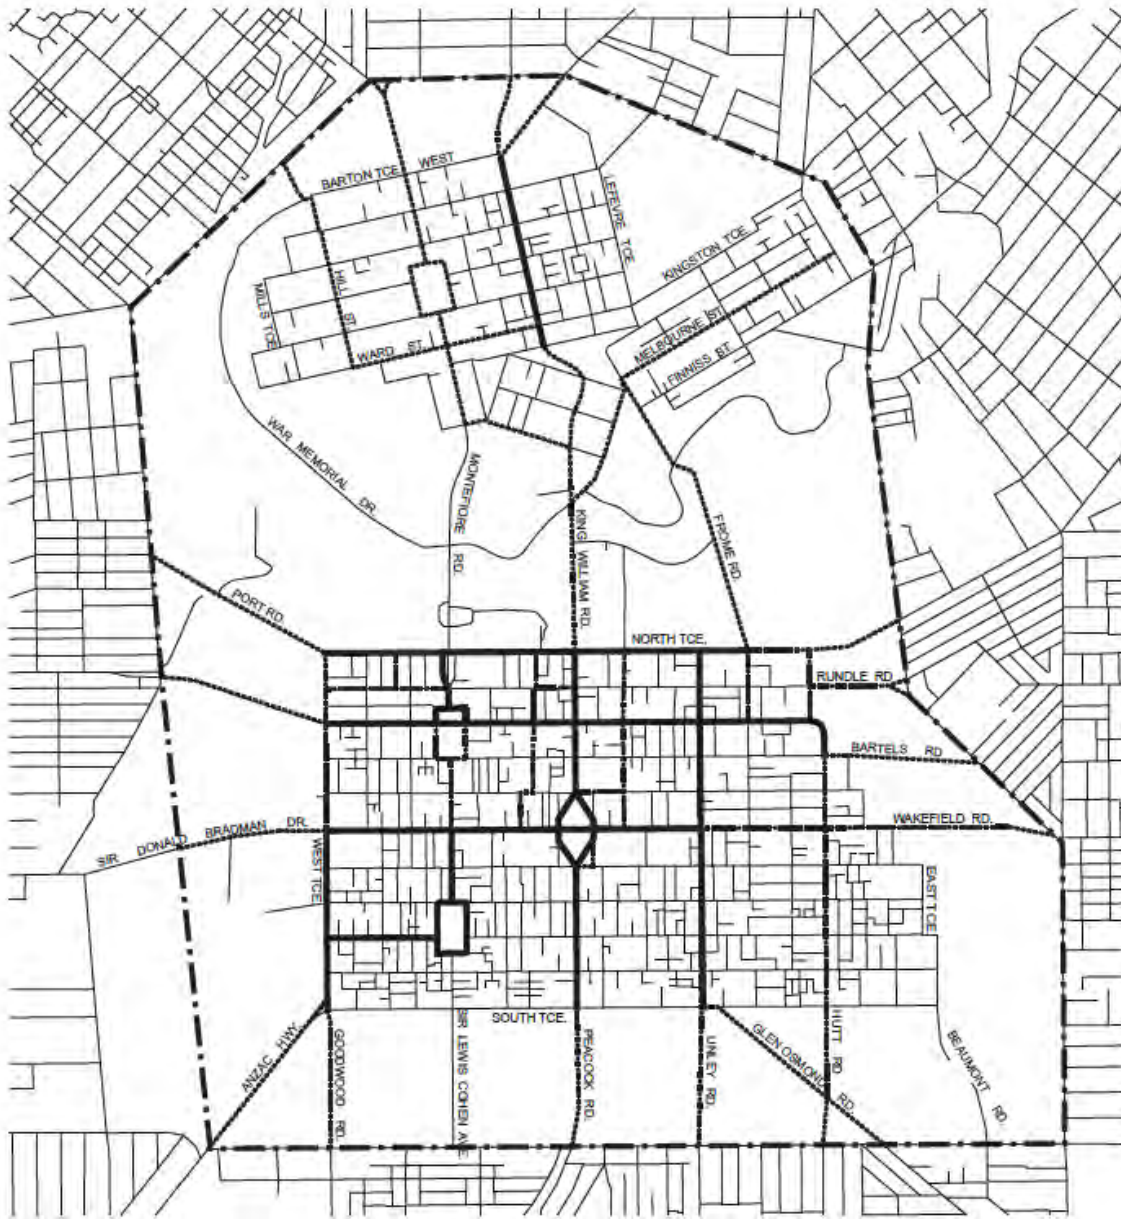 BARTON TCE WEST
LEFEVRE TCE
KINGSTON TCE
HILL ST.
MILLS TCE
MELBOURNE ST
WARD ST.
FINNISS ST.
WAR MEMORIAL DR.
MONTEFIORE RD.
KING WILLIAM RD.
FROME RD.
PORT RD.
NORTH TCE.
RUNDLE RD
BARTELS RD
SIR DONALD BRADMAN DR.
WAKEFIELD RD.
WEST TCE
EAST TCE
SOUTH TCE.
ANZAC HWY
GOODWOOD RD.
SIR LEWIS COHEN AVE
PEACOCK RD.
UNLEY RD.
GLEN OSMOND RD.
HUTT RD
BEAUMONT RD.